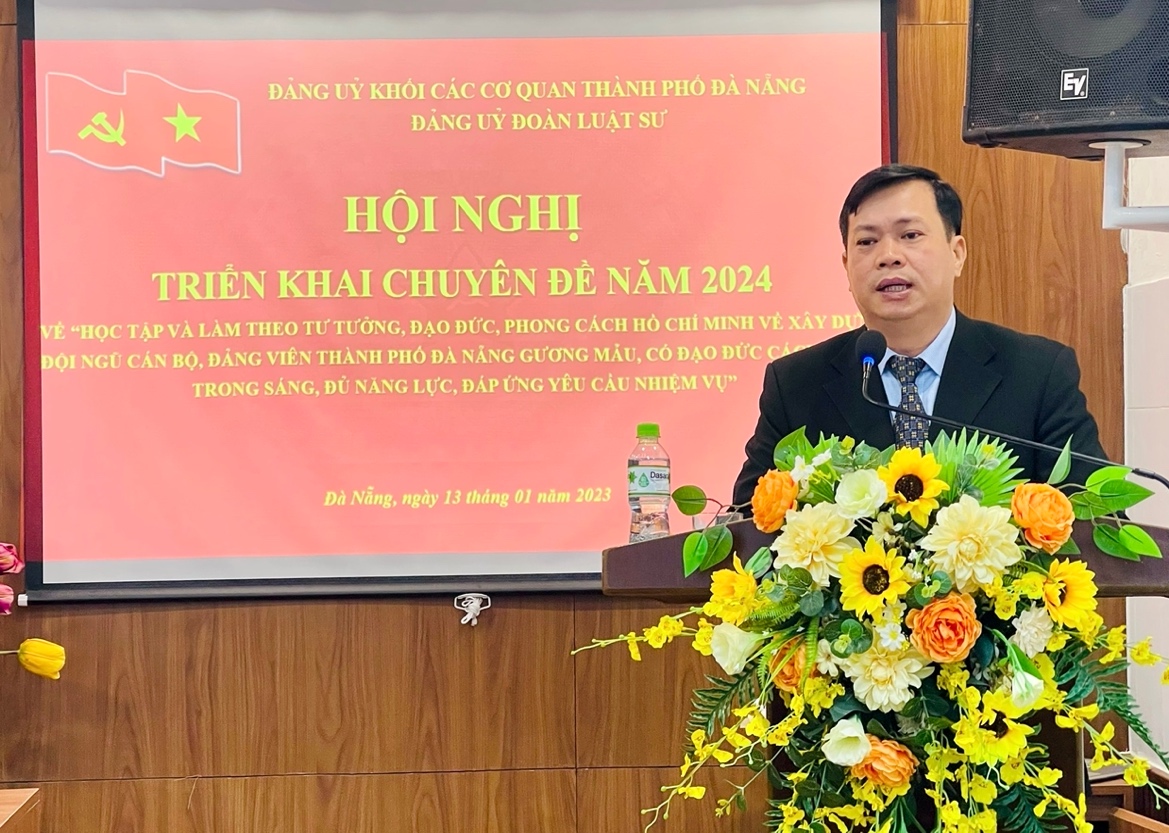 ĐẢNG UỶ KHỐI CÁC CƠ QUAN THÀNH PHỐ ĐÀ NẴNG
ĐẢNG UỶ ĐOÀN LUẬT SƯ
HỘI NGHỊ
TRIỂN KHAI CHUYÊN ĐỀ NĂM 2024
VỀ “HỌC TẬP VÀ LÀM THEO TƯ TƯỞNG, ĐẠO ĐỨC, PHONG CÁCH HỒ CHÍ MINH VỀ XÂY
ĐỘI NGŨ CÁN BỘ, ĐẢNG VIÊN THÀNH PHỐ ĐÀ NẴNG GƯƠNG MẪU, CÓ ĐẠO ĐỨC
TRONG SÁNG, ĐỦ NĂNG LỰC, ĐÁP ỨNG YÊU CẦU NHIỆM VỤ”
Đà Nẵng, ngày 13 tháng 01 năm 2023
EV